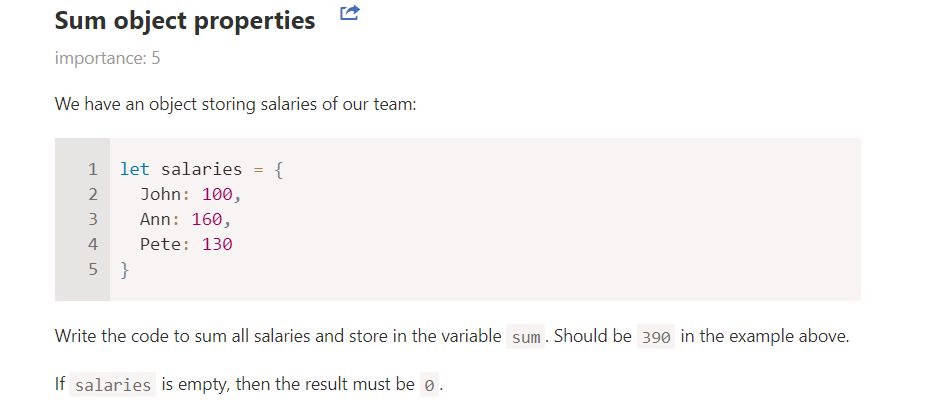 Sum object properties
importance: 5
We have an object storing salaries of our team:
1 let salaries = {
2   John: 100,
3   Ann: 160,
4   Pete: 130
5 }
Write the code to sum all salaries and store in the variable sum. Should be 390 in the example above.
If salaries is empty, then the result must be 0.